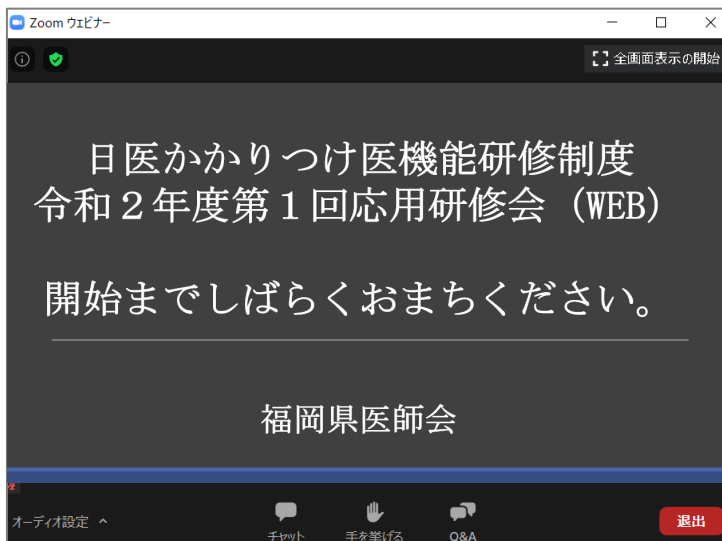 Zoom ウェビナー
全画面表示の開始
日医かかりつけ医機能研修制度
令和２年度第１回応用研修会（WEB）
開始までしばらくおまちください。
福岡県医師会
オーディオ設定
チャット
手を挙げる
Q&A
退出